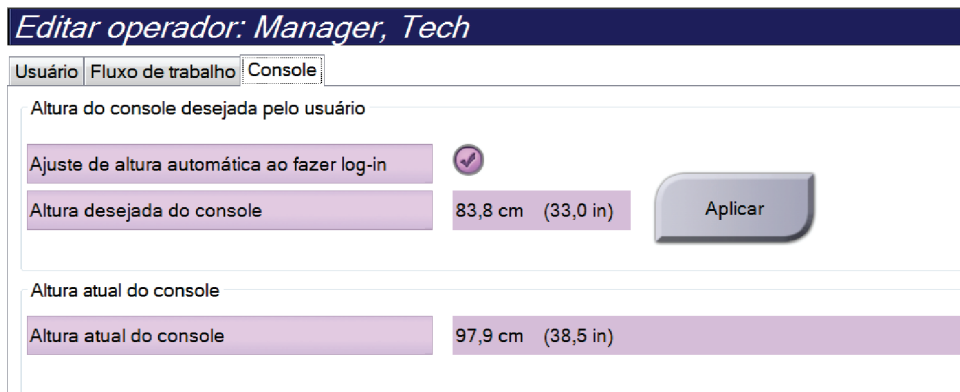 Editar operador: Manager, Tech
Usuário Fluxo de trabalho Console
Altura do console desejada pelo usuário
Ajuste de altura automática ao fazer log-in
Altura desejada do console 83,8 cm (33,0 in) Aplicar
Altura atual do console
Altura atual do console 97,9 cm (38,5 in)